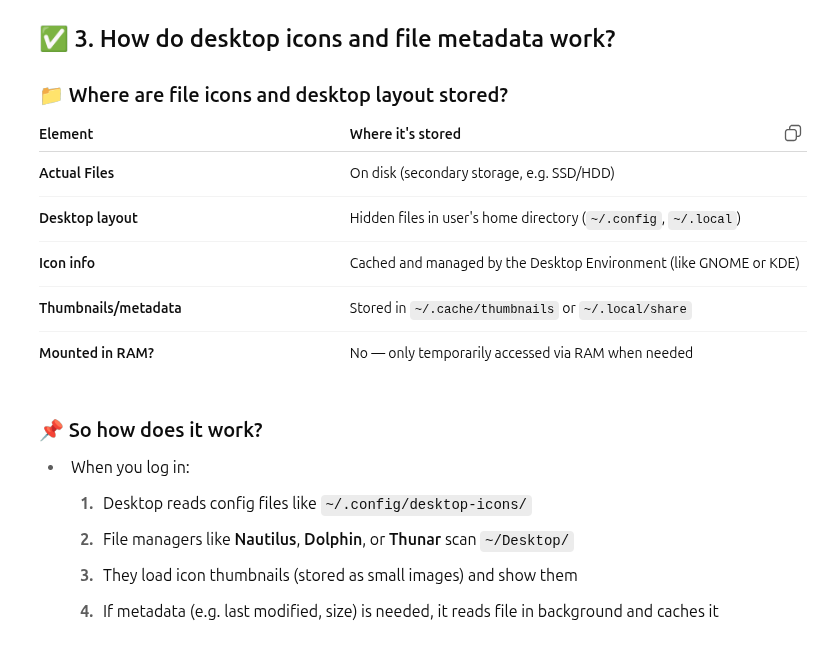 ✅ 3. How do desktop icons and file metadata work?
📁 Where are file icons and desktop layout stored?
Element Where it's stored
Actual Files On disk (secondary storage, e.g. SSD/HDD)
Desktop layout Hidden files in user's home directory (~/.config, ~/.local)
Icon info Cached and managed by the Desktop Environment (like GNOME or KDE)
Thumbnails/metadata Stored in ~/.cache/thumbnails or ~/.local/share
Mounted in RAM? No — only temporarily accessed via RAM when needed
📌 So how does it work?
• When you log in:
1. Desktop reads config files like ~/.config/desktop-icons/
2. File managers like Nautilus, Dolphin, or Thunar scan ~/Desktop/
3. They load icon thumbnails (stored as small images) and show them
4. If metadata (e.g. last modified, size) is needed, it reads file in background and caches it